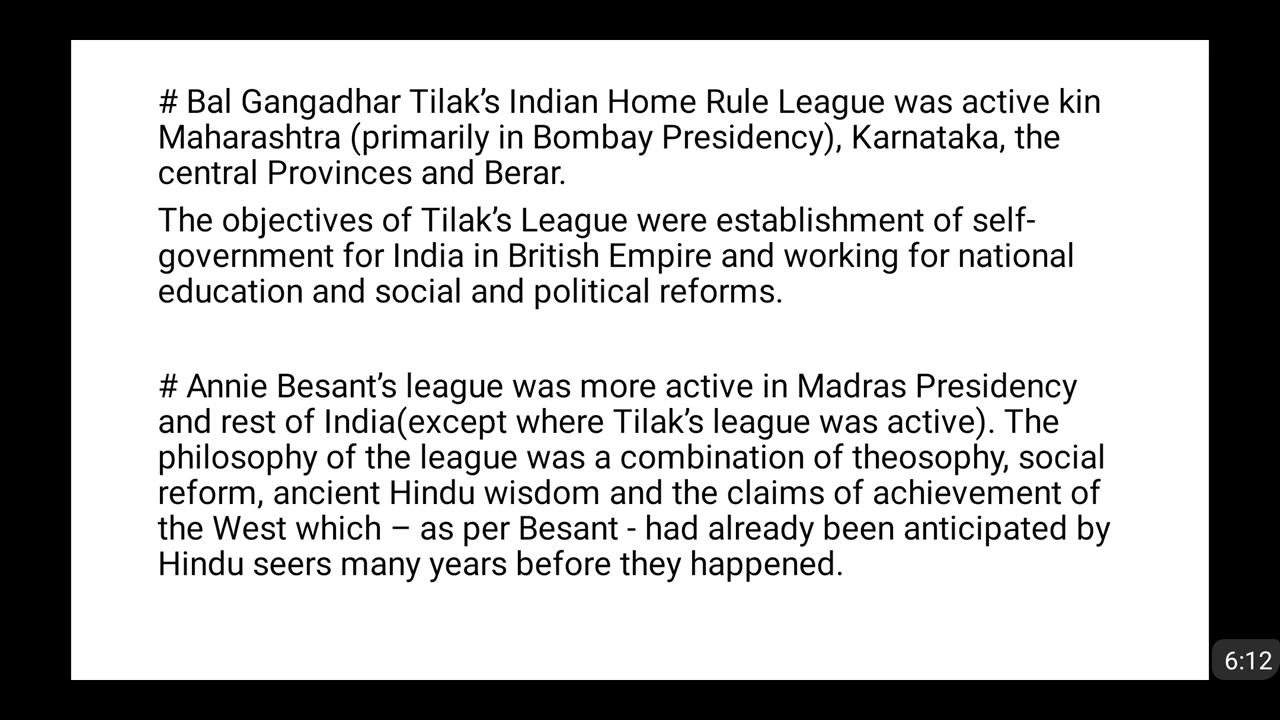 # Bal Gangadhar Tilak’s Indian Home Rule League was active kin
Maharashtra (primarily in Bombay Presidency), Karnataka, the
central Provinces and Berar.
The objectives of Tilak’s League were establishment of self-
government for India in British Empire and working for national
education and social and political reforms.
# Annie Besant’s league was more active in Madras Presidency
and rest of India(except where Tilak’s league was active). The
philosophy of the league was a combination of theosophy, social
reform, ancient Hindu wisdom and the claims of achievement of
the West which – as per Besant - had already been anticipated by
Hindu seers many years before they happened.
6:12